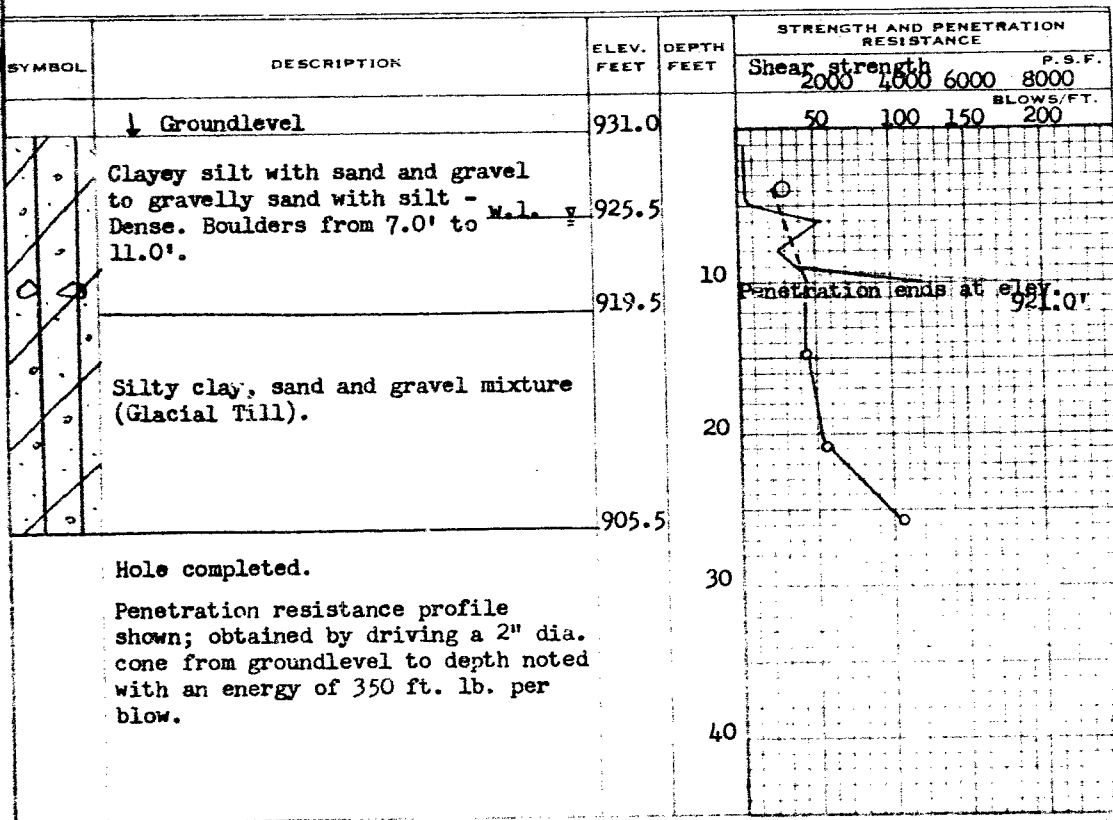 STRENGTH AND PENETRATION
RESISTANCE
SYMBOL DESCRIPTION ELEV. FEET DEPTH FEET
Shear strength P.S.F.
2000 4000 6000 8000
BLOWS/FT.
50 100 150 200
↓ Groundlevel 931.0
Clayey silt with sand and gravel
to gravelly sand with silt -
Dense. Boulders from 7.0' to w.l. 925.5
11.0'.
10
Penetration ends at elev.
921.0'
919.5
Silty clay, sand and gravel mixture
(Glacial Till).
20
905.5
Hole completed.
30
Penetration resistance profile
shown; obtained by driving a 2" dia.
cone from groundlevel to depth noted
with an energy of 350 ft. lb. per
blow.
40